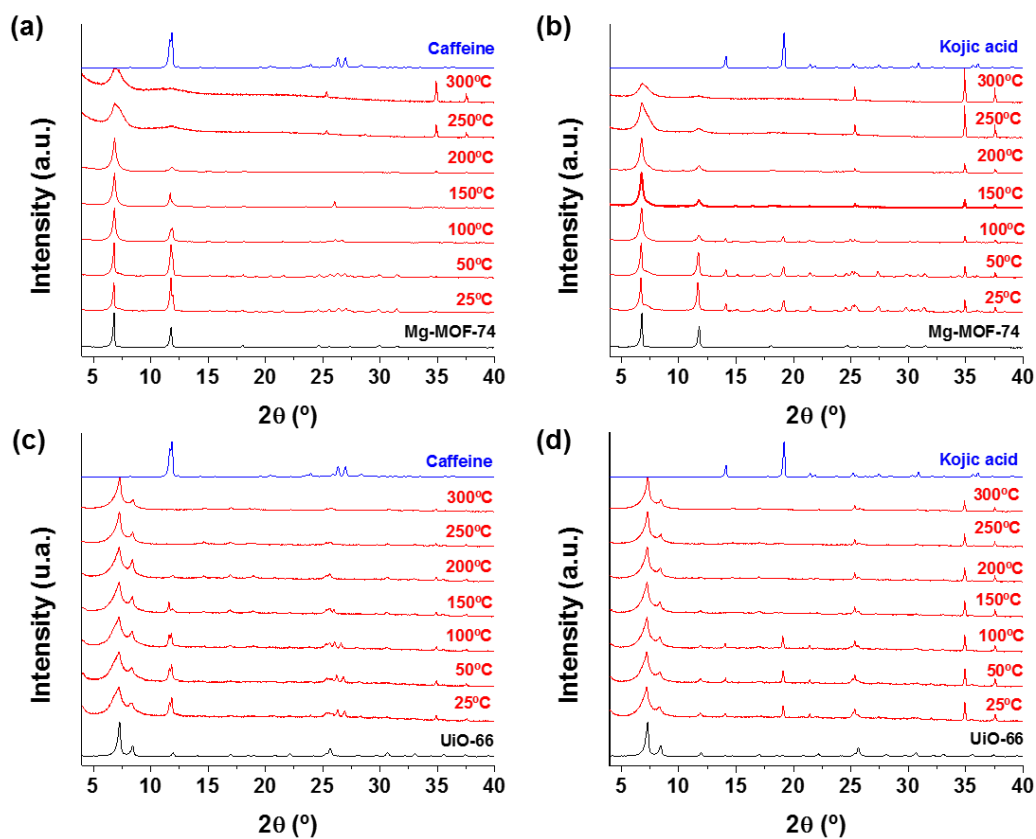 (a)
Caffeine
300ºC
250ºC
200ºC
150ºC
100ºC
50ºC
25ºC
Mg-MOF-74
Intensity (a.u.)
5 10 15 20 25 30 35 40
2θ (º)
(b)
Kojic acid
300ºC
250ºC
200ºC
150ºC
100ºC
50ºC
25ºC
Mg-MOF-74
Intensity (a.u.)
5 10 15 20 25 30 35 40
2θ (º)
(c)
Caffeine
300ºC
250ºC
200ºC
150ºC
100ºC
50ºC
25ºC
UiO-66
Intensity (u.a.)
5 10 15 20 25 30 35 40
2θ (º)
(d)
Kojic acid
300ºC
250ºC
200ºC
150ºC
100ºC
50ºC
25ºC
UiO-66
Intensity (a.u.)
5 10 15 20 25 30 35 40
2θ (º)